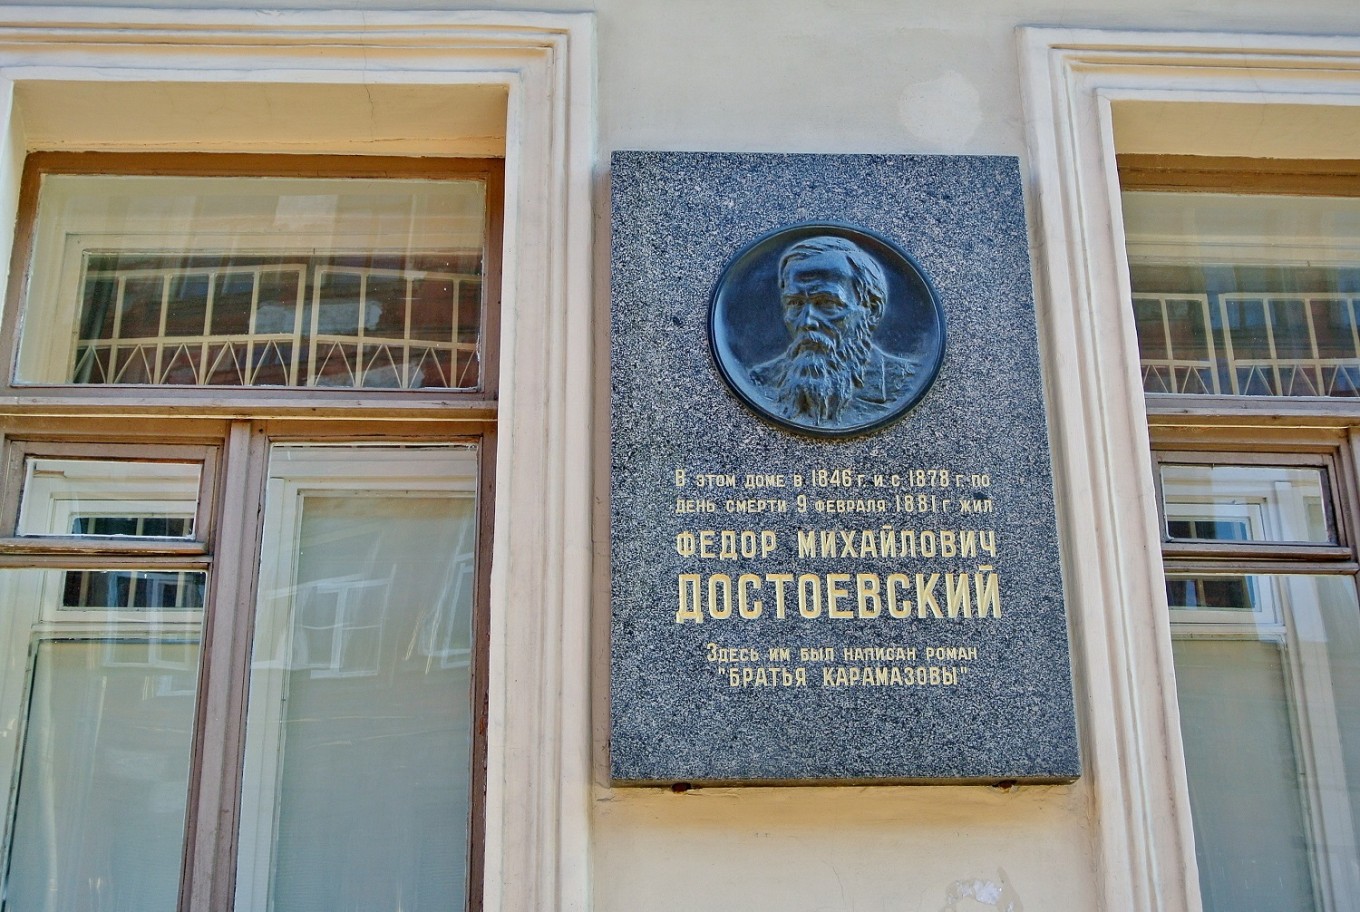 В этом доме в 1846 г. и с 1878 г. по
день смерти 9 февраля 1881 г. жил
ФЕДОР МИХАЙЛОВИЧ
ДОСТОЕВСКИЙ
Здесь им был написан роман
"БРАТЬЯ КАРАМАЗОВЫ"